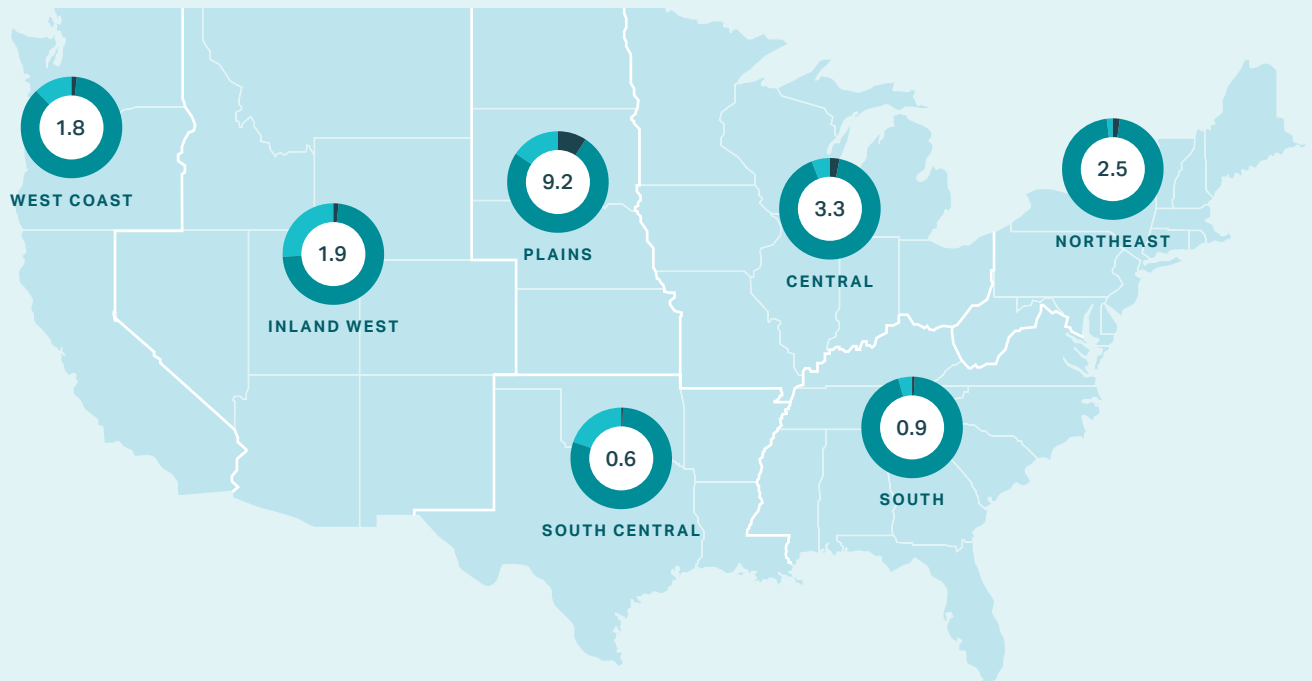 1.8
WEST COAST
1.9
INLAND WEST
9.2
PLAINS
3.3
CENTRAL
2.5
NORTHEAST
0.6
SOUTH CENTRAL
0.9
SOUTH